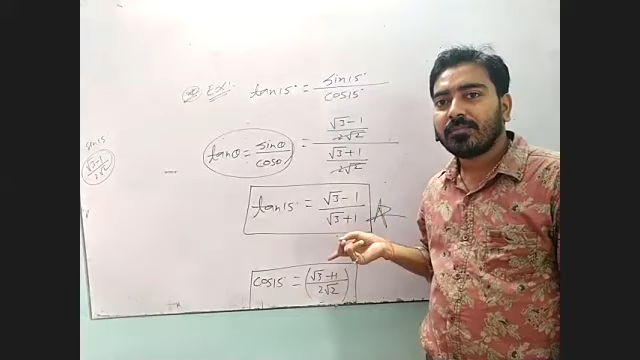 Ex:- tan15° = sin15° / cos15°
sin15
√3-1 / 2√2
tanθ = sinθ / cosθ
= √3-1 / 2√2 / √3+1 / 2√2
tan15° = √3-1 / √3+1
cos15° = (√3+1 / 2√2)